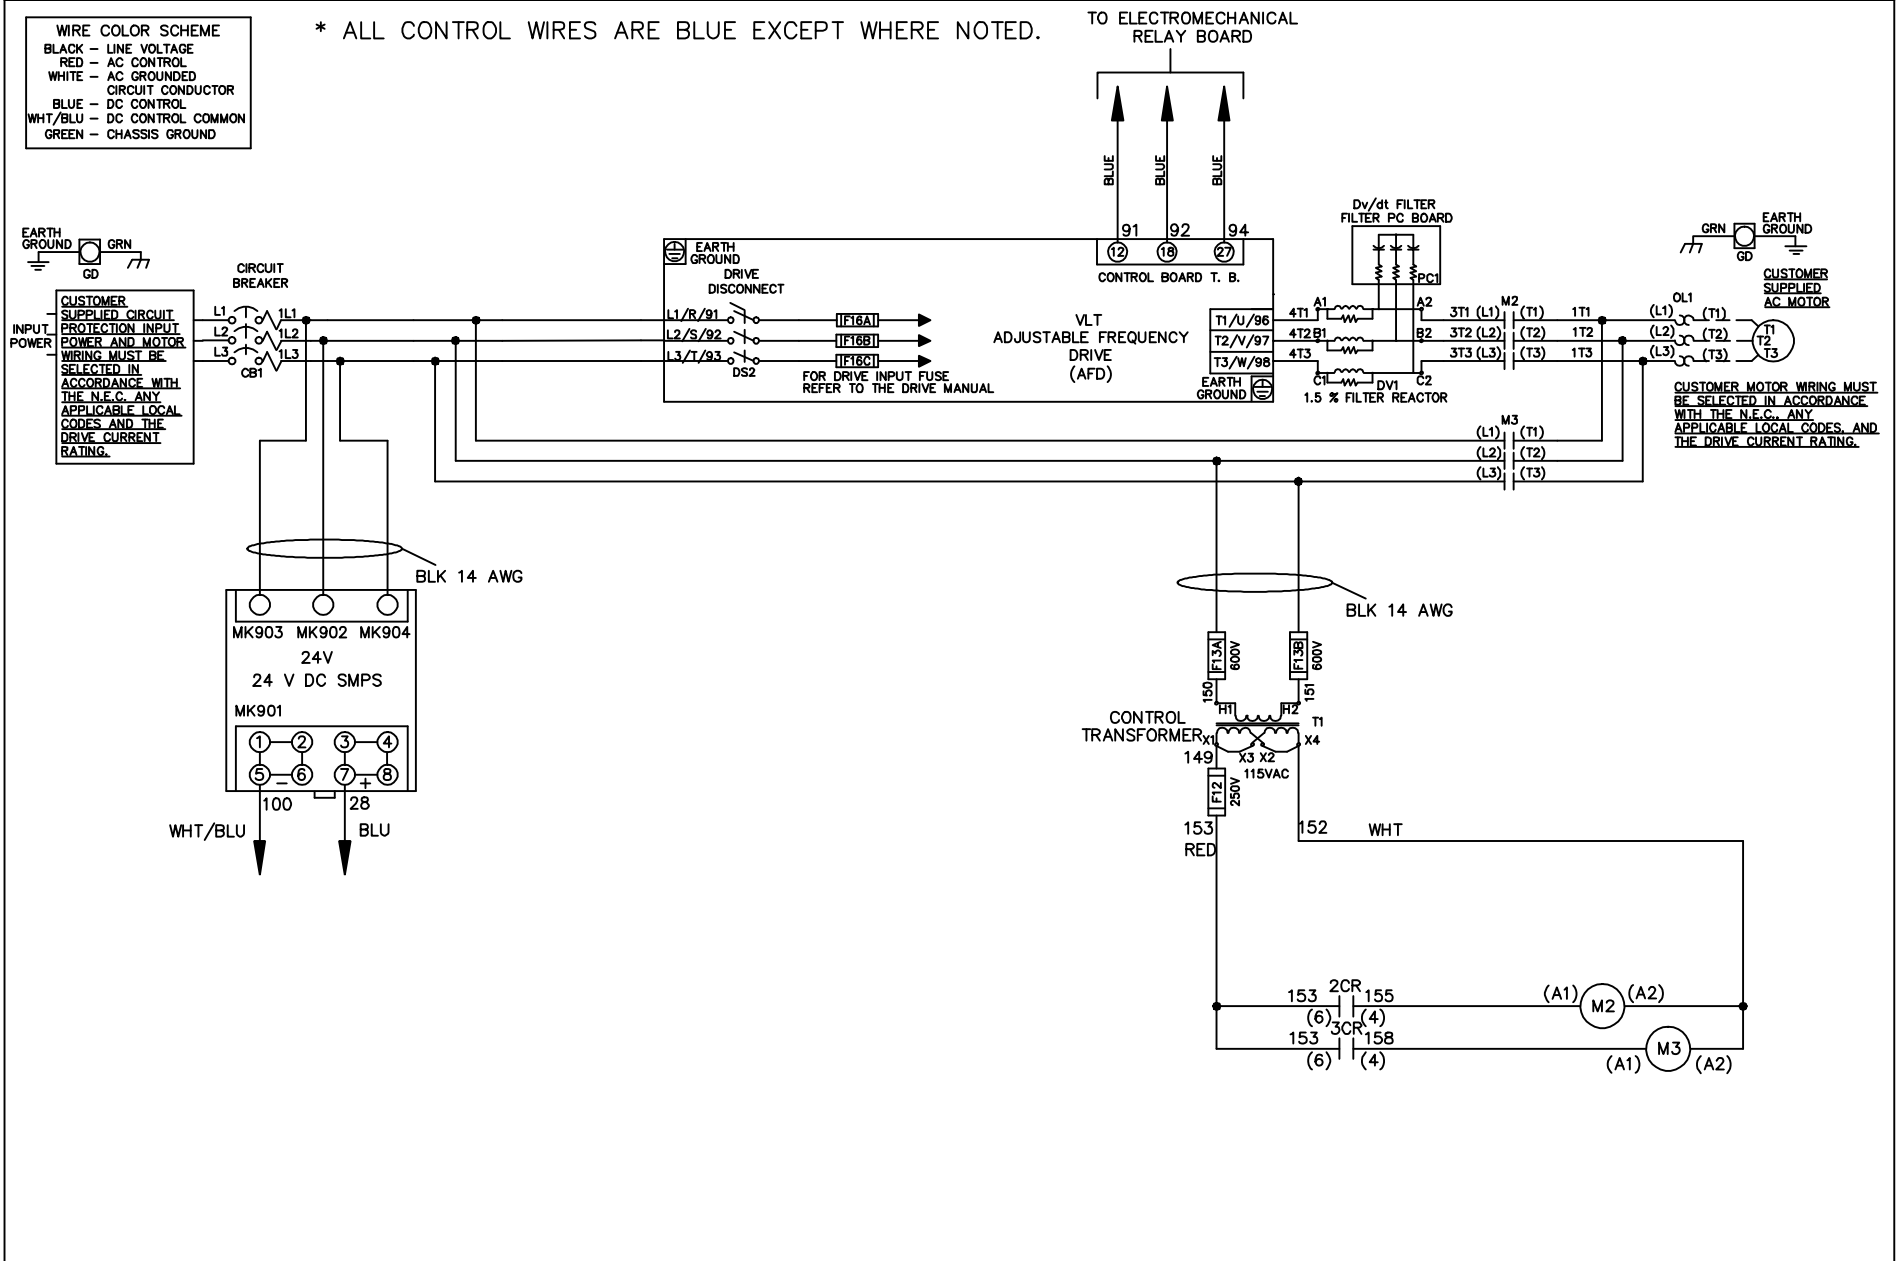 WIRE COLOR SCHEME
BLACK – LINE VOLTAGE
RED – AC CONTROL
WHITE – AC GROUNDED
CIRCUIT CONDUCTOR
BLUE – DC CONTROL
WHT/BLU – DC CONTROL COMMON
GREEN – CHASSIS GROUND
* ALL CONTROL WIRES ARE BLUE EXCEPT WHERE NOTED.
TO ELECTROMECHANICAL
RELAY BOARD
BLUE
BLUE
BLUE
91 92 94
12 18 27
CONTROL BOARD T. B.
EARTH
GROUND
GRN
GD
CUSTOMER
SUPPLIED CIRCUIT
PROTECTION INPUT
POWER AND MOTOR
WIRING MUST BE
SELECTED IN
ACCORDANCE WITH
THE N.E.C. ANY
APPLICABLE LOCAL
CODES AND THE
DRIVE CURRENT
RATING.
INPUT
POWER
CIRCUIT
BREAKER
L1 1L1
L2 1L2
L3 1L3
CB1
EARTH
GROUND
DRIVE
DISCONNECT
L1/R/91
L2/S/92
L3/T/93
DS2
F16A
F16B
F16C
FOR DRIVE INPUT FUSE
REFER TO THE DRIVE MANUAL
VLT
ADJUSTABLE FREQUENCY
DRIVE
(AFD)
T1/U/96
T2/V/97
T3/W/98
EARTH
GROUND
Dv/dt FILTER
FILTER PC BOARD
PC1
4T1 A1 A2
4T2 B1 B2
4T3 C1 C2
DV1
1.5 % FILTER REACTOR
M2
3T1 (L1) (T1) 1T1
3T2 (L2) (T2) 1T2
3T3 (L3) (T3) 1T3
OL1
(L1) (T1)
(L2) (T2)
(L3) (T3)
T1
T2
T3
GRN
GD
EARTH
GROUND
CUSTOMER
SUPPLIED
AC MOTOR
CUSTOMER MOTOR WIRING MUST
BE SELECTED IN ACCORDANCE
WITH THE N.E.C., ANY
APPLICABLE LOCAL CODES, AND
THE DRIVE CURRENT RATING.
M3
(L1) (T1)
(L2) (T2)
(L3) (T3)
BLK 14 AWG
MK903 MK902 MK904
24V
24 V DC SMPS
MK901
1 2 3 4
5 6 7 8
– +
100 28
WHT/BLU BLU
BLK 14 AWG
F13A
600V
F13B
600V
150
151
H1 H2
T1
CONTROL
TRANSFORMER
X1 X3 X2 X4
149
115VAC
F12
250V
153
RED
152 WHT
153 2CR 155
(6) (4)
(A1) M2 (A2)
153 3CR 158
(6) (4)
(A1) M3 (A2)